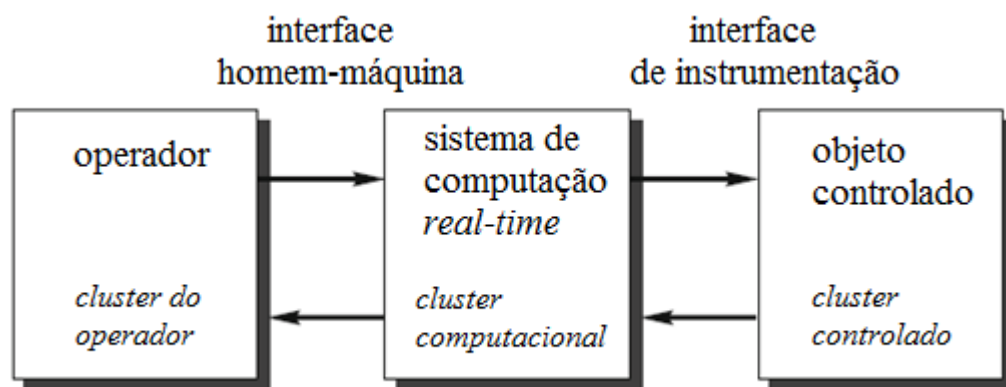 interface
homem-máquina
interface
de instrumentação
operador
cluster do
operador
sistema de
computação
real-time
cluster
computacional
objeto
controlado
cluster
controlado